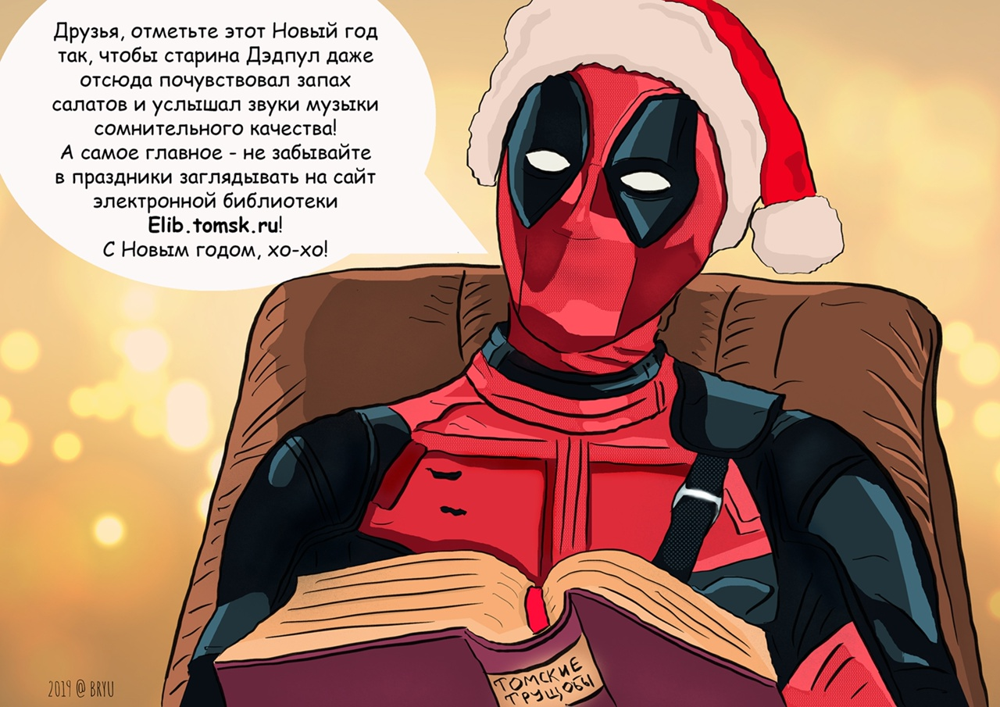 Друзья, отметьте этот Новый год
так, чтобы старина Дэдпул даже
отсюда почувствовал запах
салатов и услышал звуки музыки
сомнительного качества!
А самое главное - не забывайте
в праздники заглядывать на сайт
электронной библиотеки
Elib.tomsk.ru!
С Новым годом, хо-хо!
ТОМСКИЕ
ТРУЩОБЫ
2019 @ BRYU